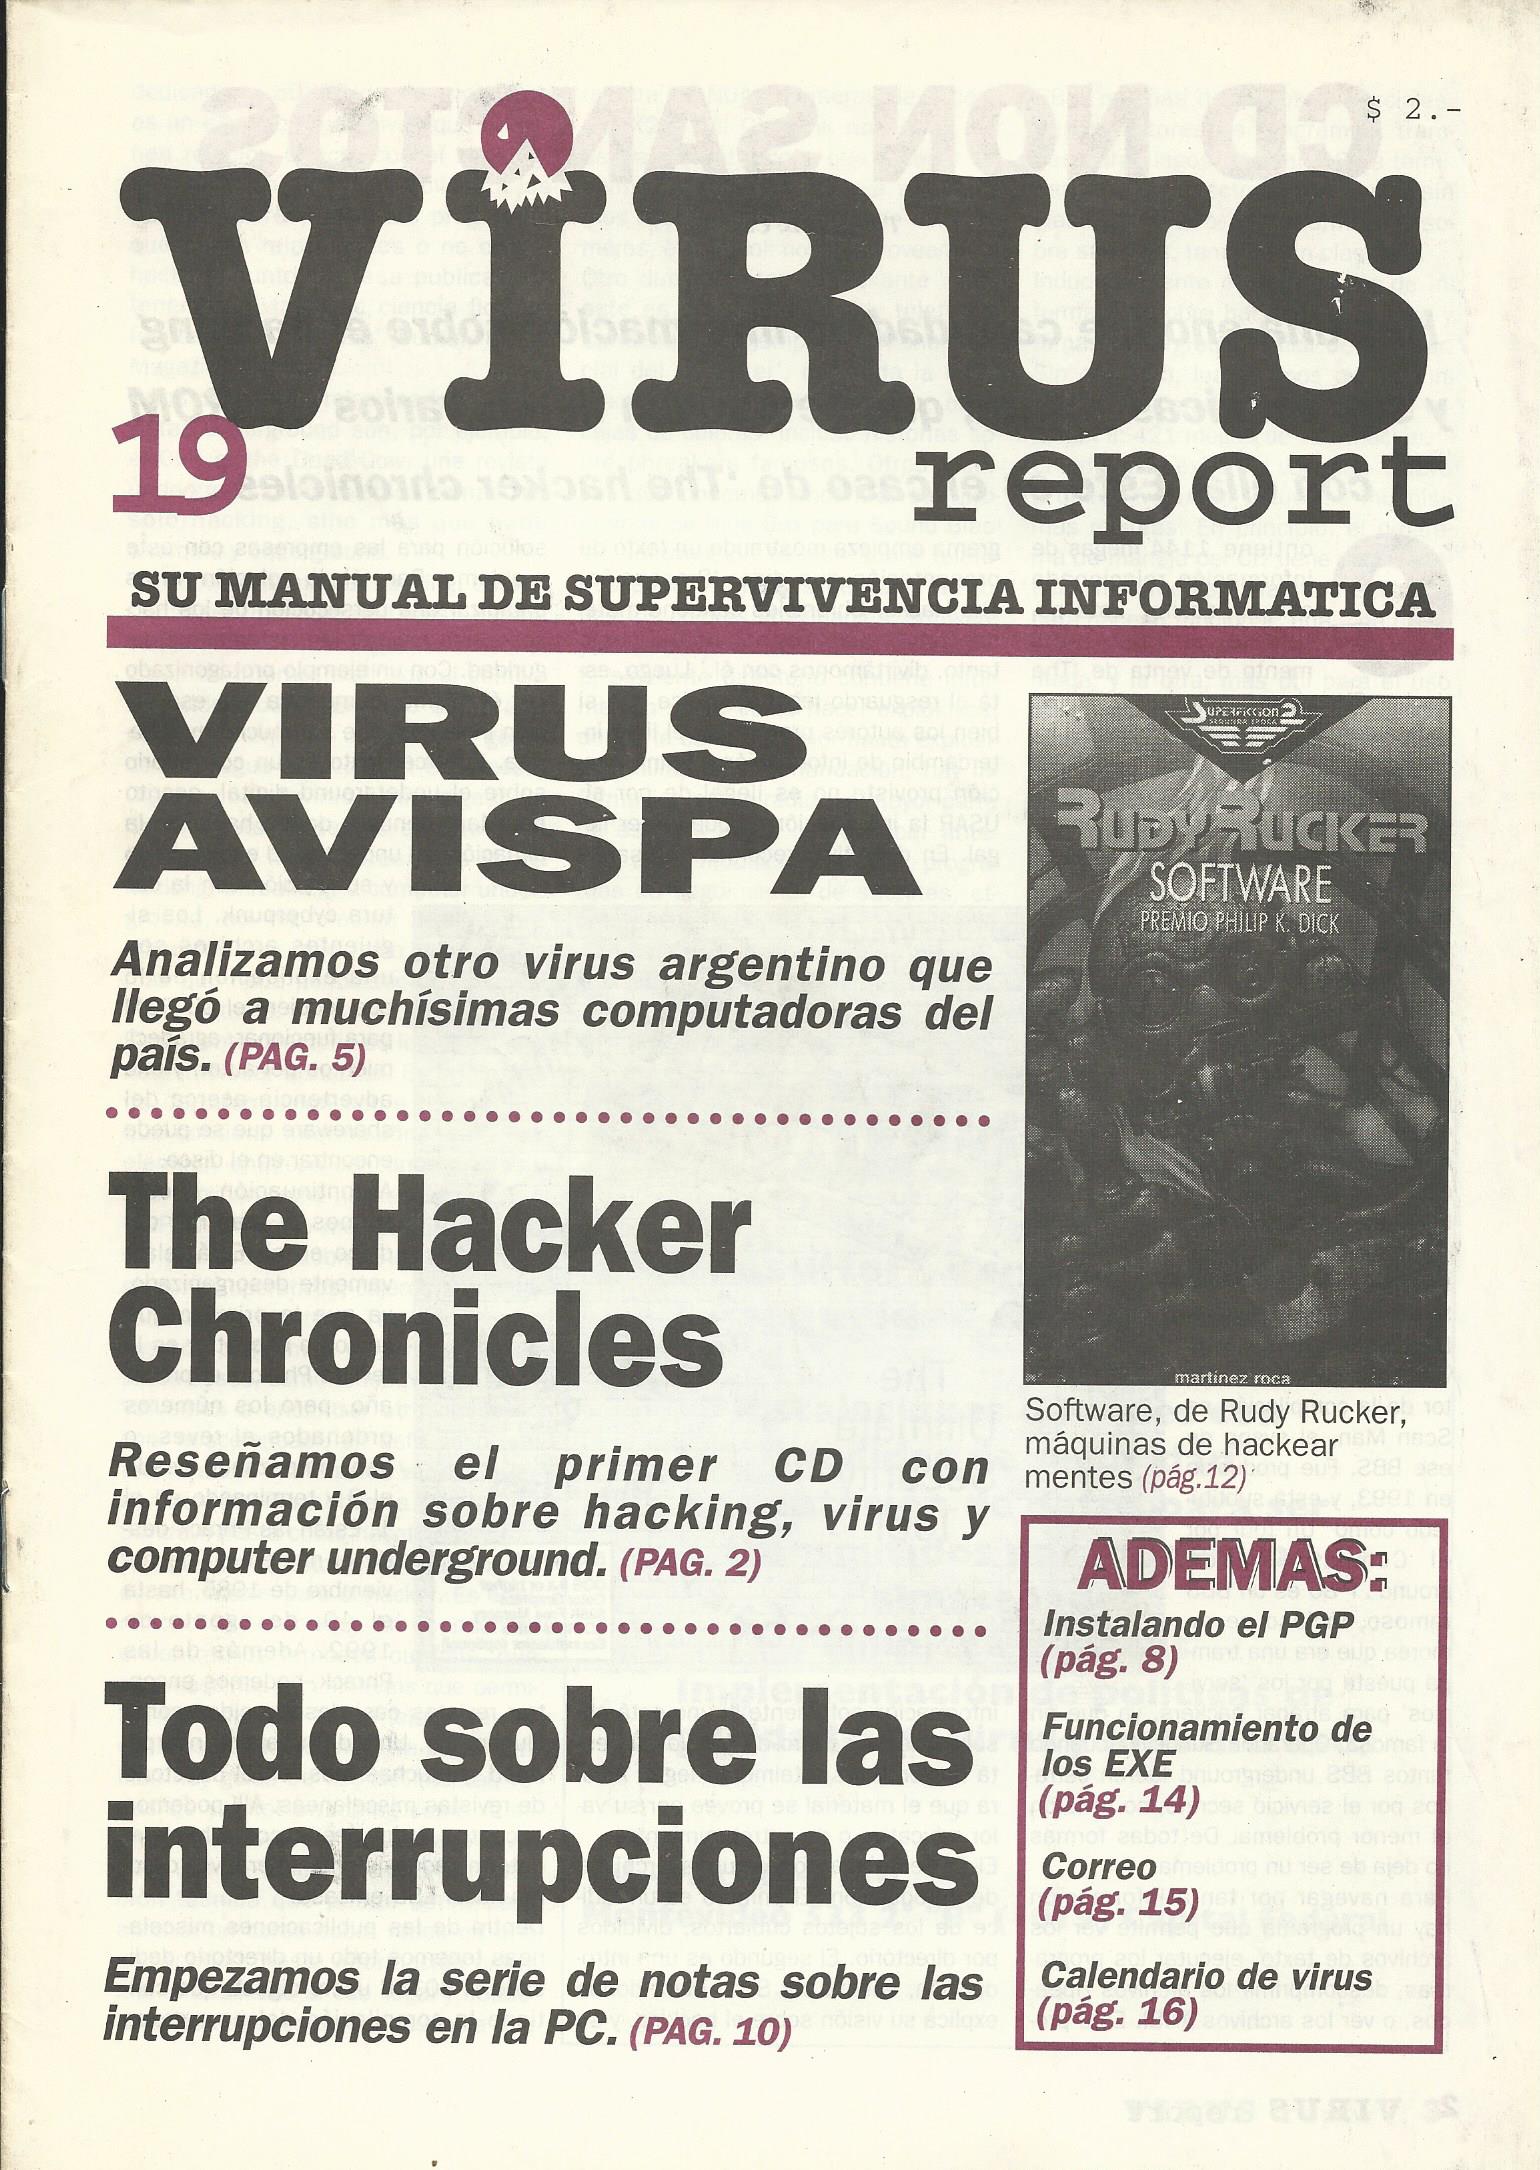 $ 2.-
VIRUS
19
report
SU MANUAL DE SUPERVIVENCIA INFORMATICA
VIRUS
AVISPA
Analizamos otro virus argentino que
llegó a muchísimas computadoras del
país. (PAG. 5)
The Hacker
Chronicles
Reseñamos el primer CD con
información sobre hacking, virus y
computer underground. (PAG. 2)
Todo sobre las
interrupciones
Empezamos la serie de notas sobre las
interrupciones en la PC. (PAG. 10)
SUPERFICCION
SEGUNDA EPOCA
RUDY RUCKER
SOFTWARE
PREMIO PHILIP K. DICK
martínez roca
Software, de Rudy Rucker,
máquinas de hackear
mentes (pág.12)
ADEMAS:
Instalando el PGP
(pág. 8)
Funcionamiento de
los EXE
(pág. 14)
Correo
(pág. 15)
Calendario de virus
(pág. 16)